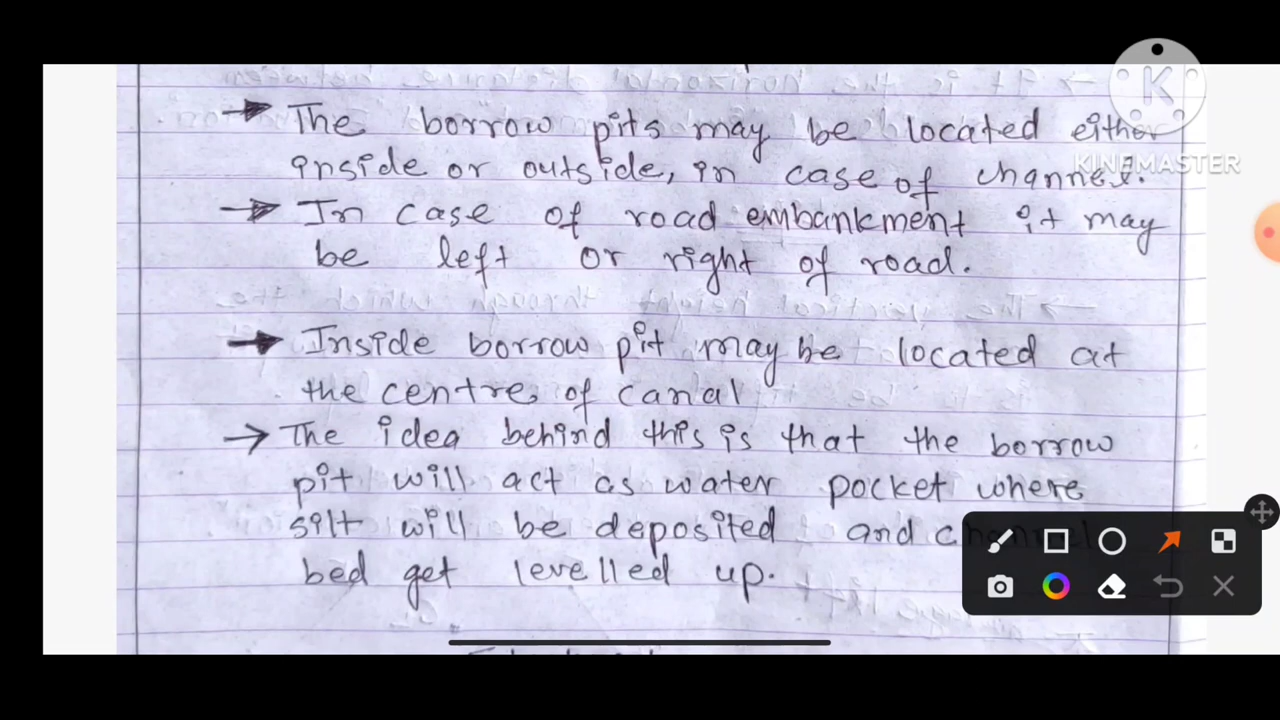 → The borrow pits may be located either
inside or outside, in case of channel.
→ In case of road embankment it may
be left or right of road.
→ Inside borrow pit may be located at
the centre of canal
→ The idea behind this is that the borrow
pit will act as water pocket where
silt will be deposited and channel
bed get levelled up.
K
KINEMASTER